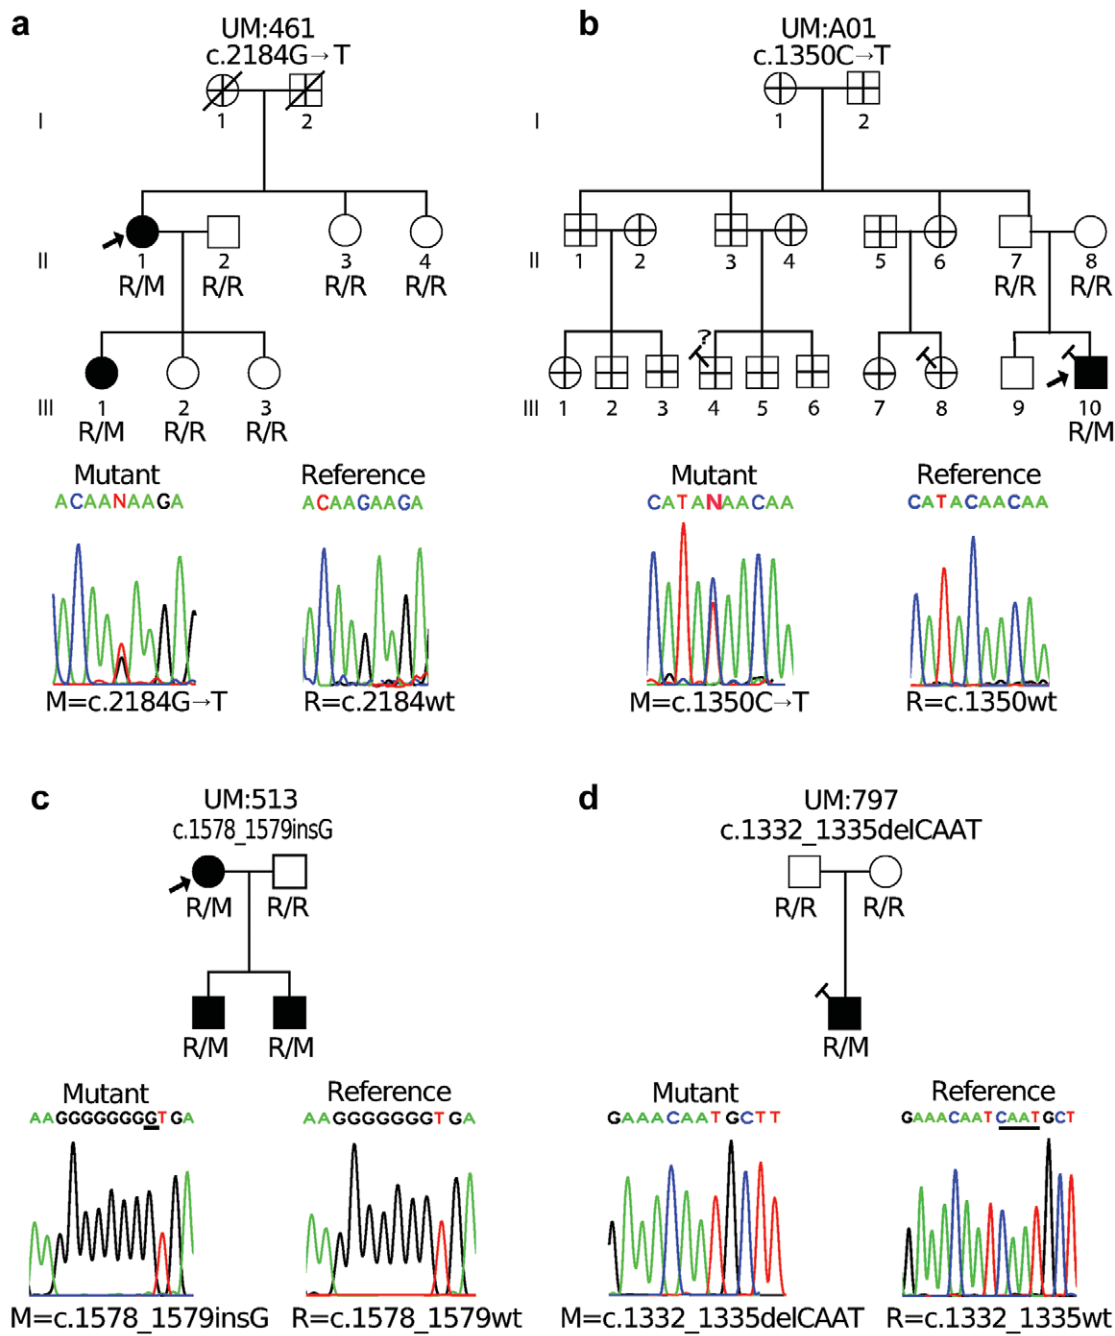 a
UM:461
c.2184G→T
1 2
I
1 2 3 4
II
R/M R/R R/R R/R
1 2 3
III
R/M R/R R/R
Mutant Reference
ACAANAAGA ACAAGAAGA
M=c.2184G→T R=c.2184wt
b
UM:A01
c.1350C→T
1 2
I
1 2 3 4 5 6 7 8
II
R/R R/R
?
1 2 3 4 5 6 7 8 9 10
III
R/M
Mutant Reference
CATANAACAA CATACAACAA
M=c.1350C→T R=c.1350wt
c
UM:513
c.1578_1579insG
R/M R/R
R/M R/M
Mutant Reference
AAGGGGGGGGTGA AAGGGGGGGTGA
M=c.1578_1579insG R=c.1578_1579wt
d
UM:797
c.1332_1335delCAAT
R/R R/R
R/M
Mutant Reference
GAAACAATGCTT GAAACAATCAATGCT
M=c.1332_1335delCAAT R=c.1332_1335wt